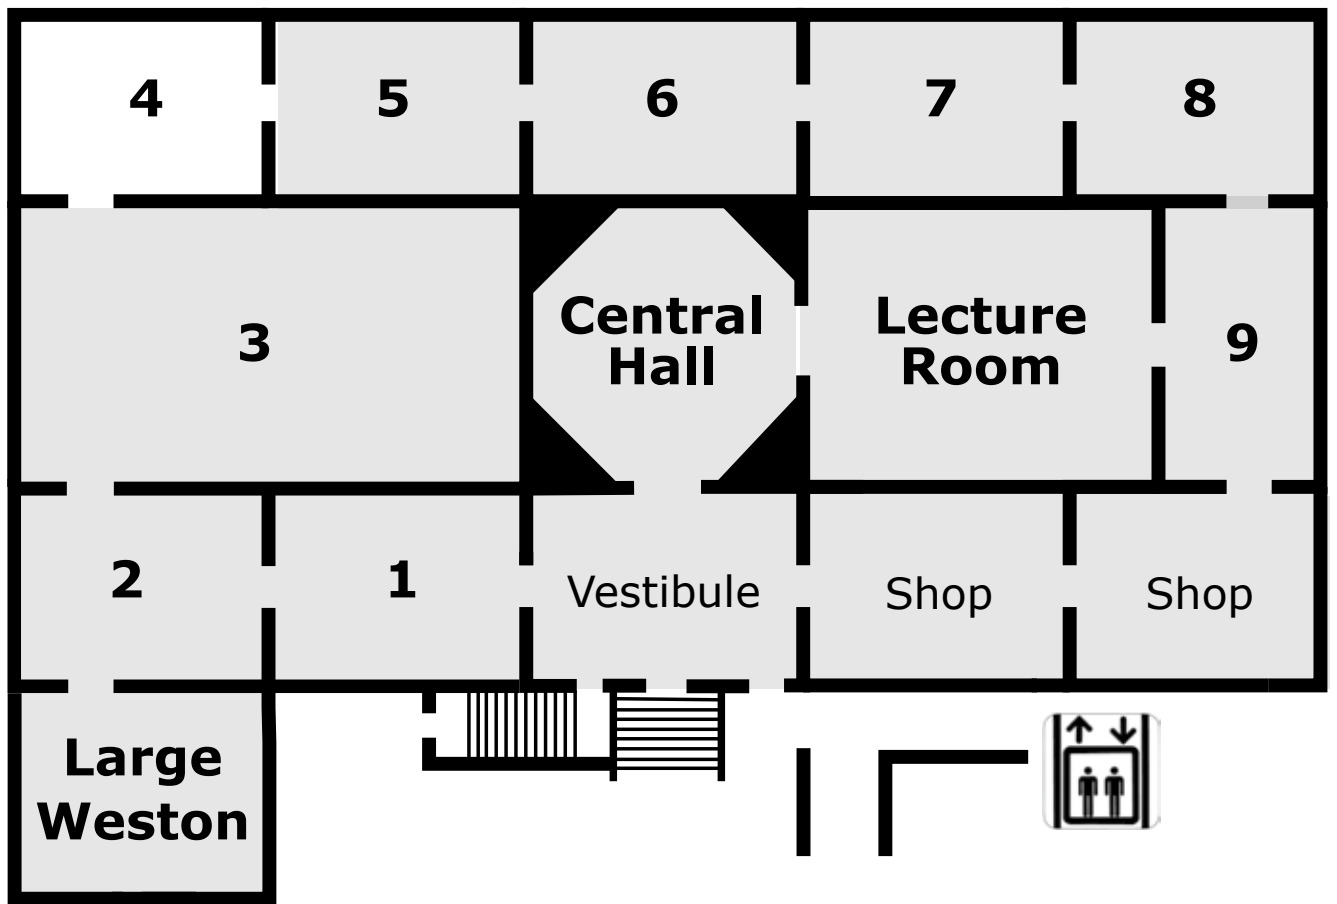 4
5
6
7
8
3
Central
Hall
Lecture
Room
9
2
1
Vestibule
Shop
Shop
Large
Weston